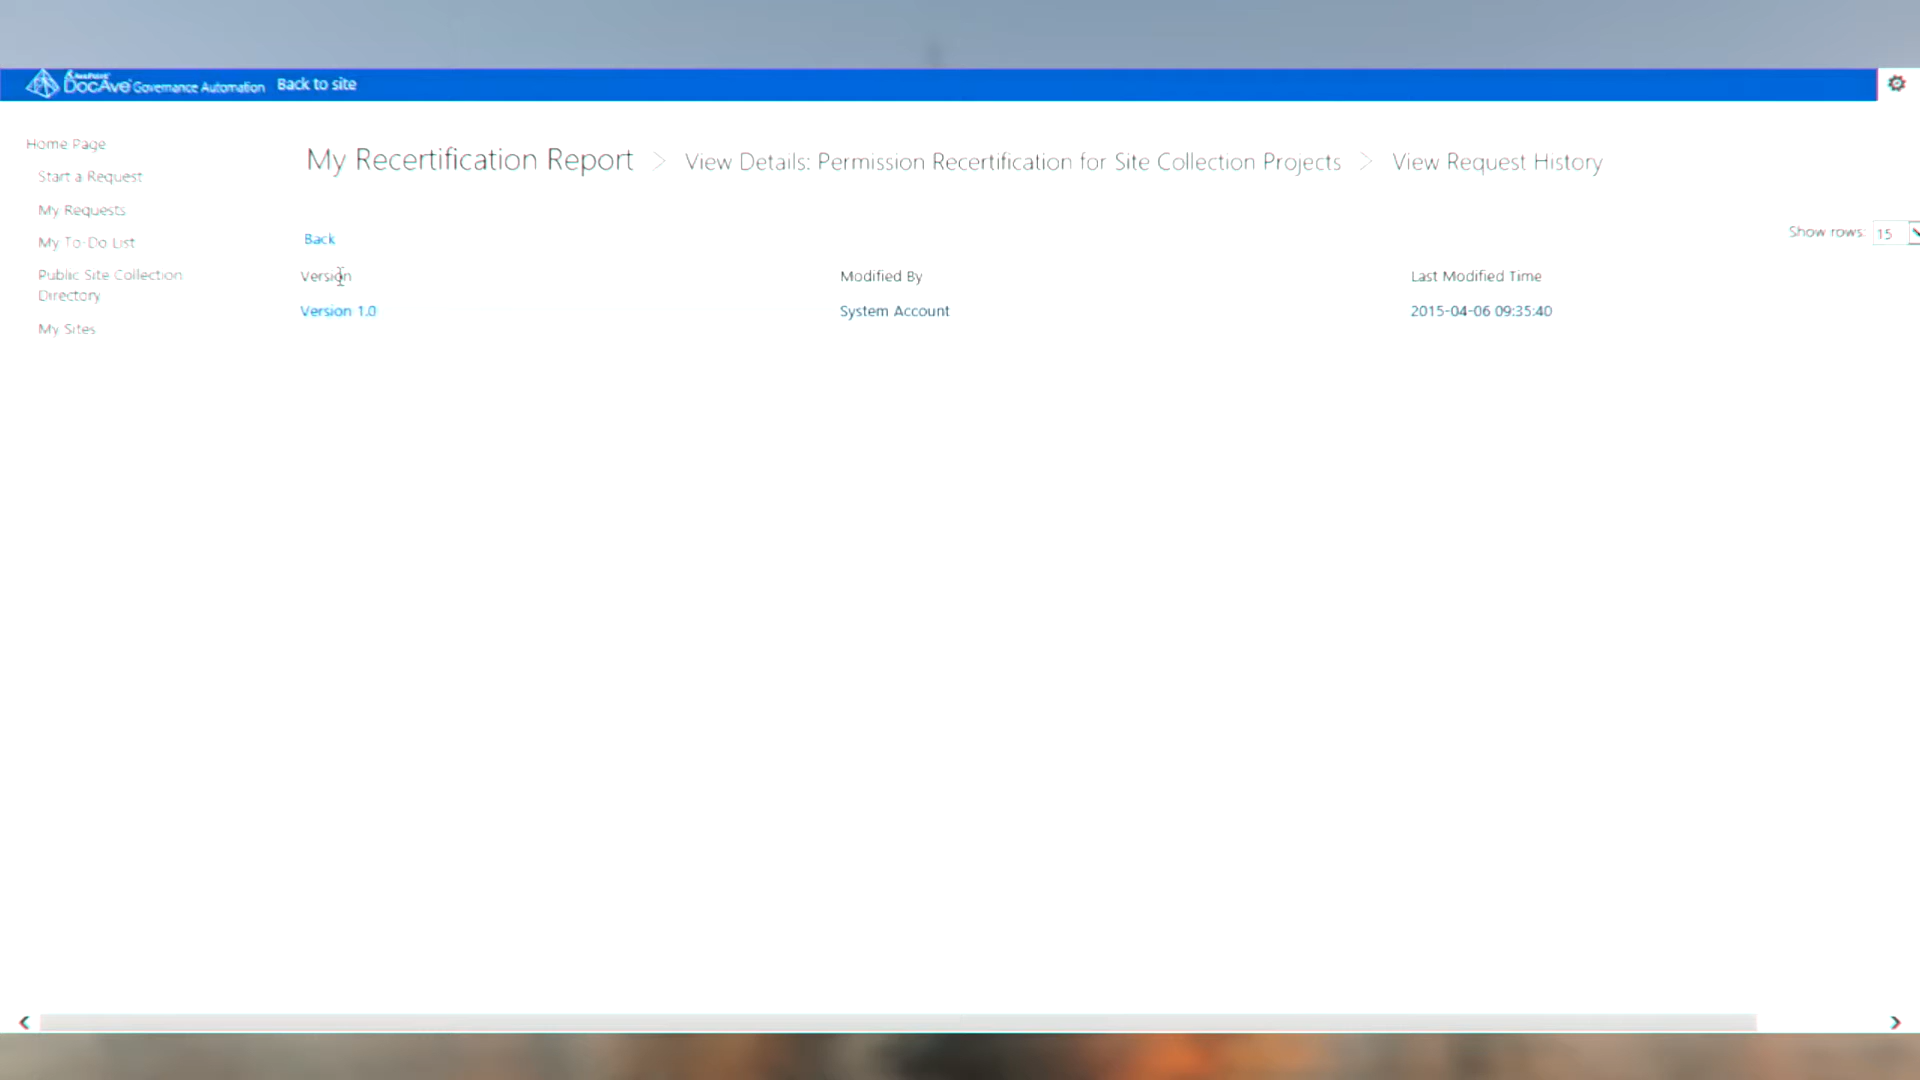 AvePoint
DocAve Governance Automation Back to site
Home Page
Start a Request
My Requests
My To-Do List
Public Site Collection
Directory
My Sites
My Recertification Report > View Details: Permission Recertification for Site Collection Projects > View Request History
Back
Show rows: 15
Version Modified By Last Modified Time
Version 1.0 System Account 2015-04-06 09:35:40